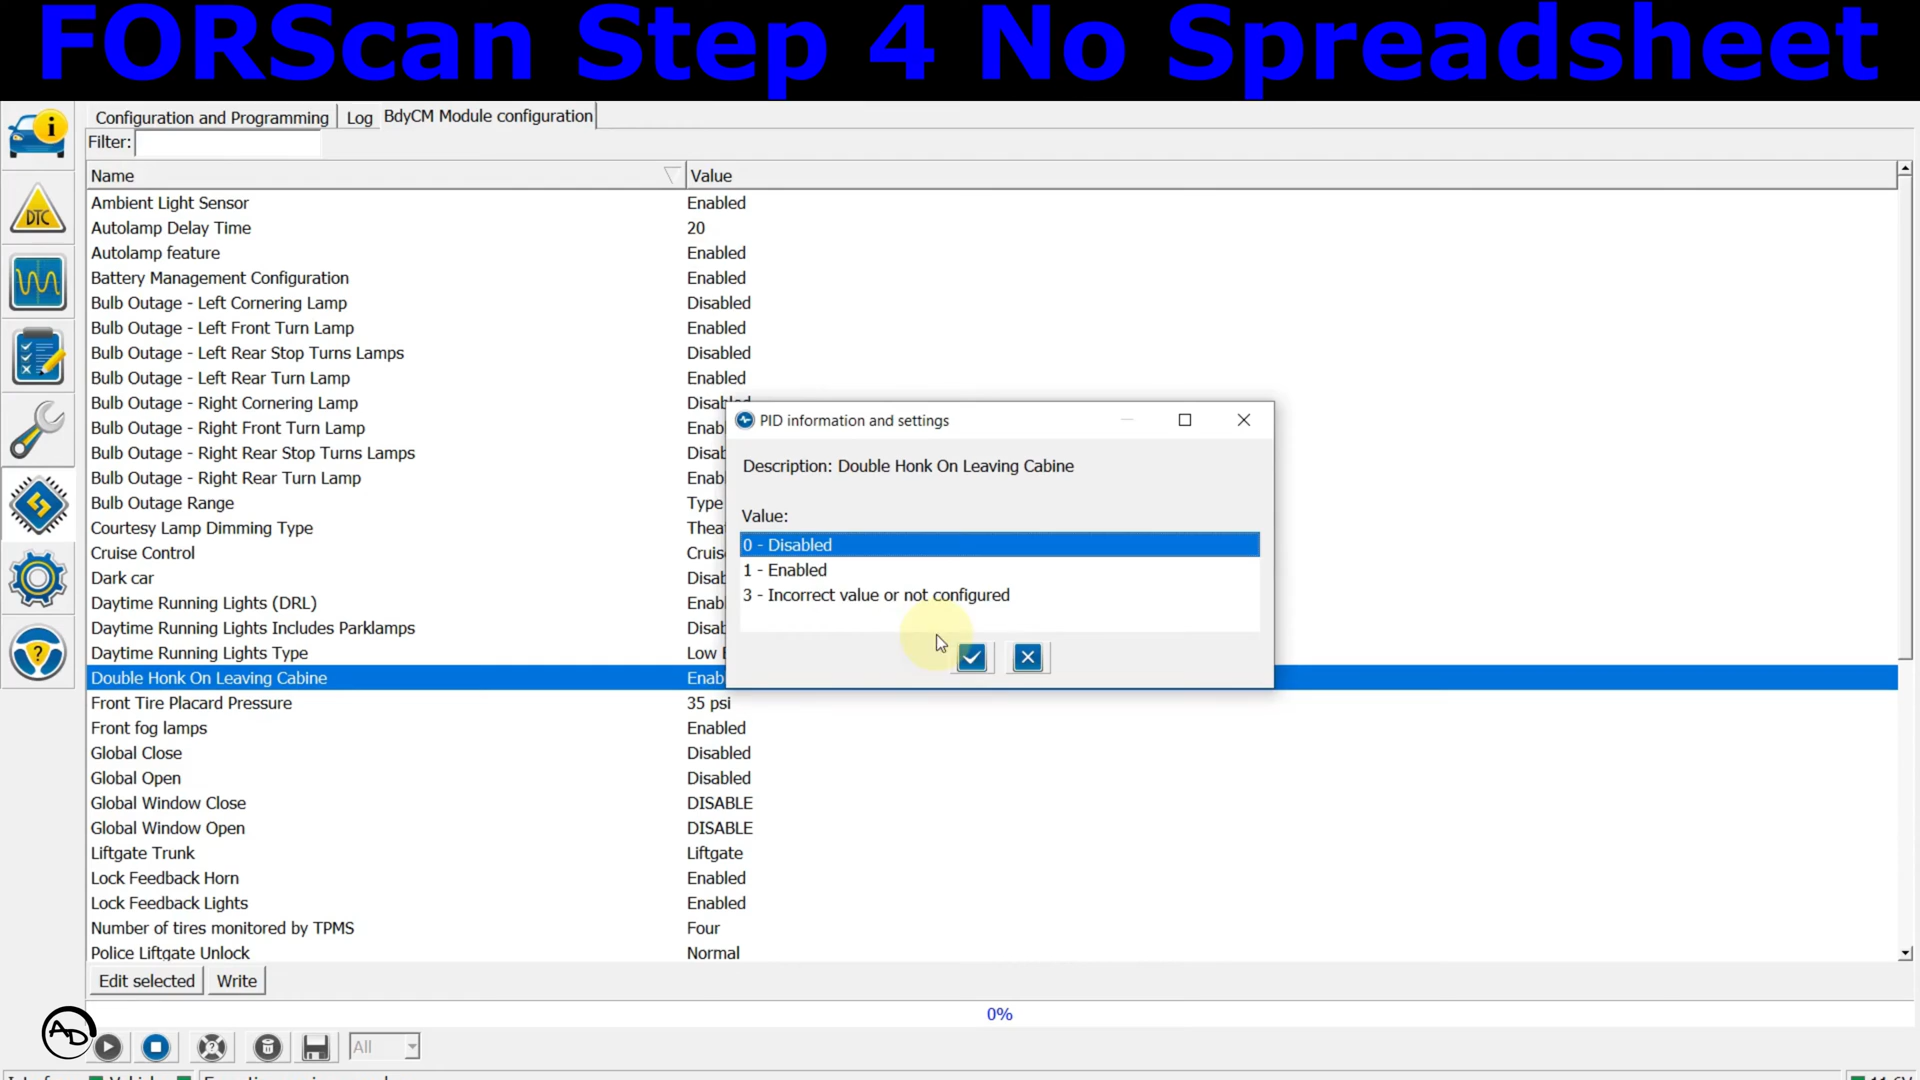 FORScan Step 4 No Spreadsheet
Configuration and Programming Log BdyCM Module configuration
Filter:
Name Value
Ambient Light Sensor Enabled
Autolamp Delay Time 20
Autolamp feature Enabled
Battery Management Configuration Enabled
Bulb Outage - Left Cornering Lamp Disabled
Bulb Outage - Left Front Turn Lamp Enabled
Bulb Outage - Left Rear Stop Turns Lamps Disabled
Bulb Outage - Left Rear Turn Lamp Enabled
Bulb Outage - Right Cornering Lamp
Bulb Outage - Right Front Turn Lamp
Bulb Outage - Right Rear Stop Turns Lamps
Bulb Outage - Right Rear Turn Lamp
Bulb Outage Range Type
Courtesy Lamp Dimming Type
Cruise Control Cruise
Dark car
Daytime Running Lights (DRL)
Daytime Running Lights Includes Parklamps
Daytime Running Lights Type Low
Double Honk On Leaving Cabine
PID information and settings
Description: Double Honk On Leaving Cabine
Value:
0 - Disabled
1 - Enabled
3 - Incorrect value or not configured
Front Tire Placard Pressure 35 psi
Front fog lamps Enabled
Global Close Disabled
Global Open Disabled
Global Window Close DISABLE
Global Window Open DISABLE
Liftgate Trunk Liftgate
Lock Feedback Horn Enabled
Lock Feedback Lights Enabled
Number of tires monitored by TPMS Four
Police Liftgate Unlock Normal
Edit selected Write
0%
All
DTC
AD